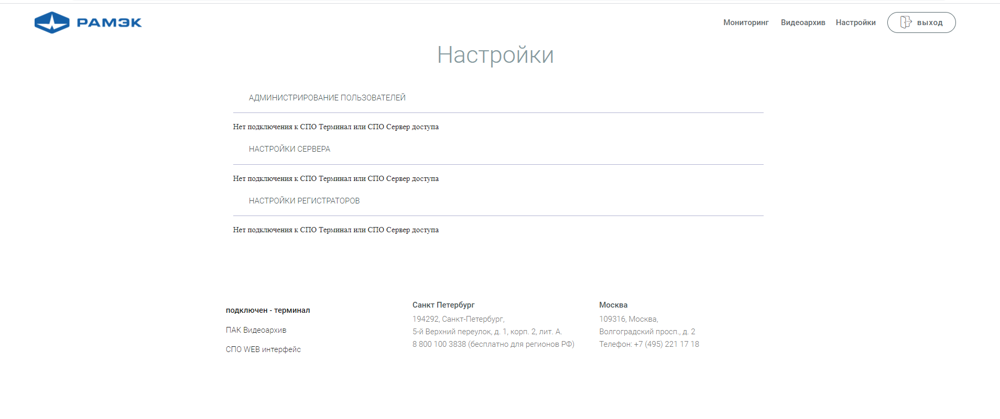 РАМЭК
Мониторинг Видеоархив Настройки ВЫХОД
Настройки
АДМИНИСТРИРОВАНИЕ ПОЛЬЗОВАТЕЛЕЙ
Нет подключения к СПО Терминал или СПО Сервер доступа
НАСТРОЙКИ СЕРВЕРА
Нет подключения к СПО Терминал или СПО Сервер доступа
НАСТРОЙКИ РЕГИСТРАТОРОВ
Нет подключения к СПО Терминал или СПО Сервер доступа
подключен - терминал
ПАК Видеоархив
СПО WEB интерфейс
Санкт Петербург
194292, Санкт-Петербург,
5-й Верхний переулок, д. 1, корп. 2, лит. А.
8 800 100 3838 (бесплатно для регионов РФ)
Москва
109316, Москва,
Волгоградский просп., д. 2
Телефон: +7 (495) 221 17 18